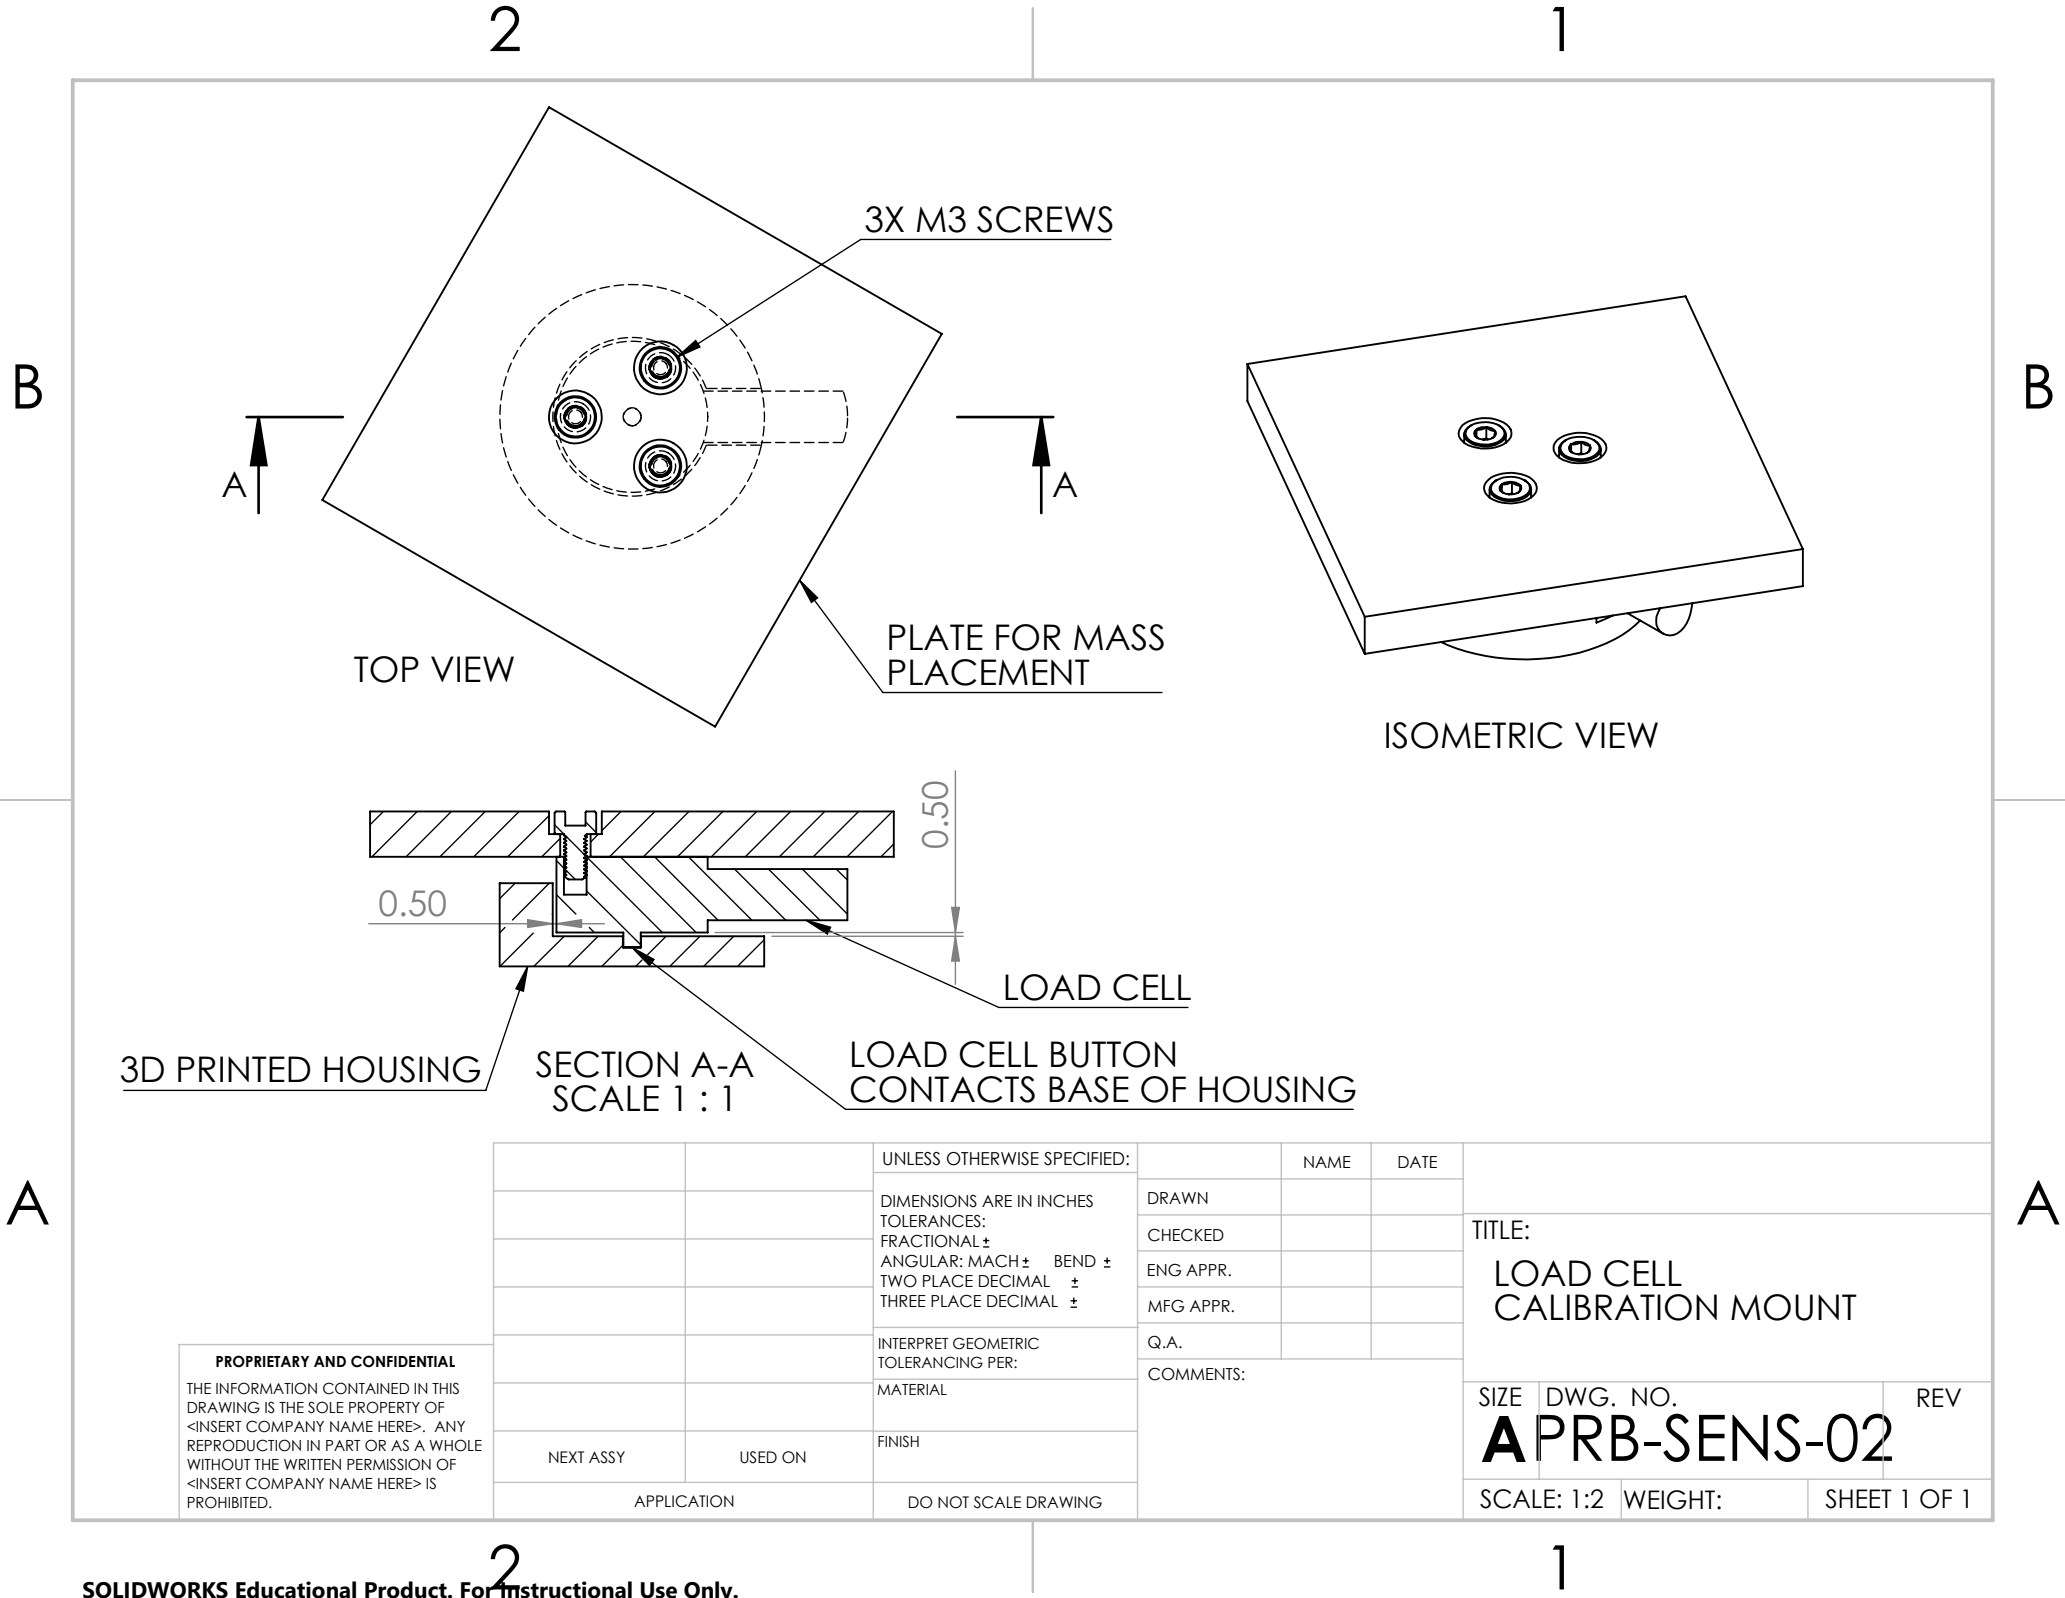 2
1
3X M3 SCREWS
B
B
A
A
PLATE FOR MASS
PLACEMENT
TOP VIEW
ISOMETRIC VIEW
0.50
0.50
LOAD CELL
3D PRINTED HOUSING
SECTION A-A
SCALE 1 : 1
LOAD CELL BUTTON
CONTACTS BASE OF HOUSING
A
A
UNLESS OTHERWISE SPECIFIED:
DIMENSIONS ARE IN INCHES
TOLERANCES:
FRACTIONAL ±
ANGULAR: MACH ± BEND ±
TWO PLACE DECIMAL ±
THREE PLACE DECIMAL ±
INTERPRET GEOMETRIC
TOLERANCING PER:
MATERIAL
FINISH
DO NOT SCALE DRAWING
NAME DATE
DRAWN
CHECKED
ENG APPR.
MFG APPR.
Q.A.
COMMENTS:
TITLE:
LOAD CELL
CALIBRATION MOUNT
SIZE DWG. NO. REV
A PRB-SENS-02
SCALE: 1:2 WEIGHT: SHEET 1 OF 1
PROPRIETARY AND CONFIDENTIAL
THE INFORMATION CONTAINED IN THIS
DRAWING IS THE SOLE PROPERTY OF
<INSERT COMPANY NAME HERE>. ANY
REPRODUCTION IN PART OR AS A WHOLE
WITHOUT THE WRITTEN PERMISSION OF
<INSERT COMPANY NAME HERE> IS
PROHIBITED.
NEXT ASSY USED ON
APPLICATION
2
1
SOLIDWORKS Educational Product. For Instructional Use Only.